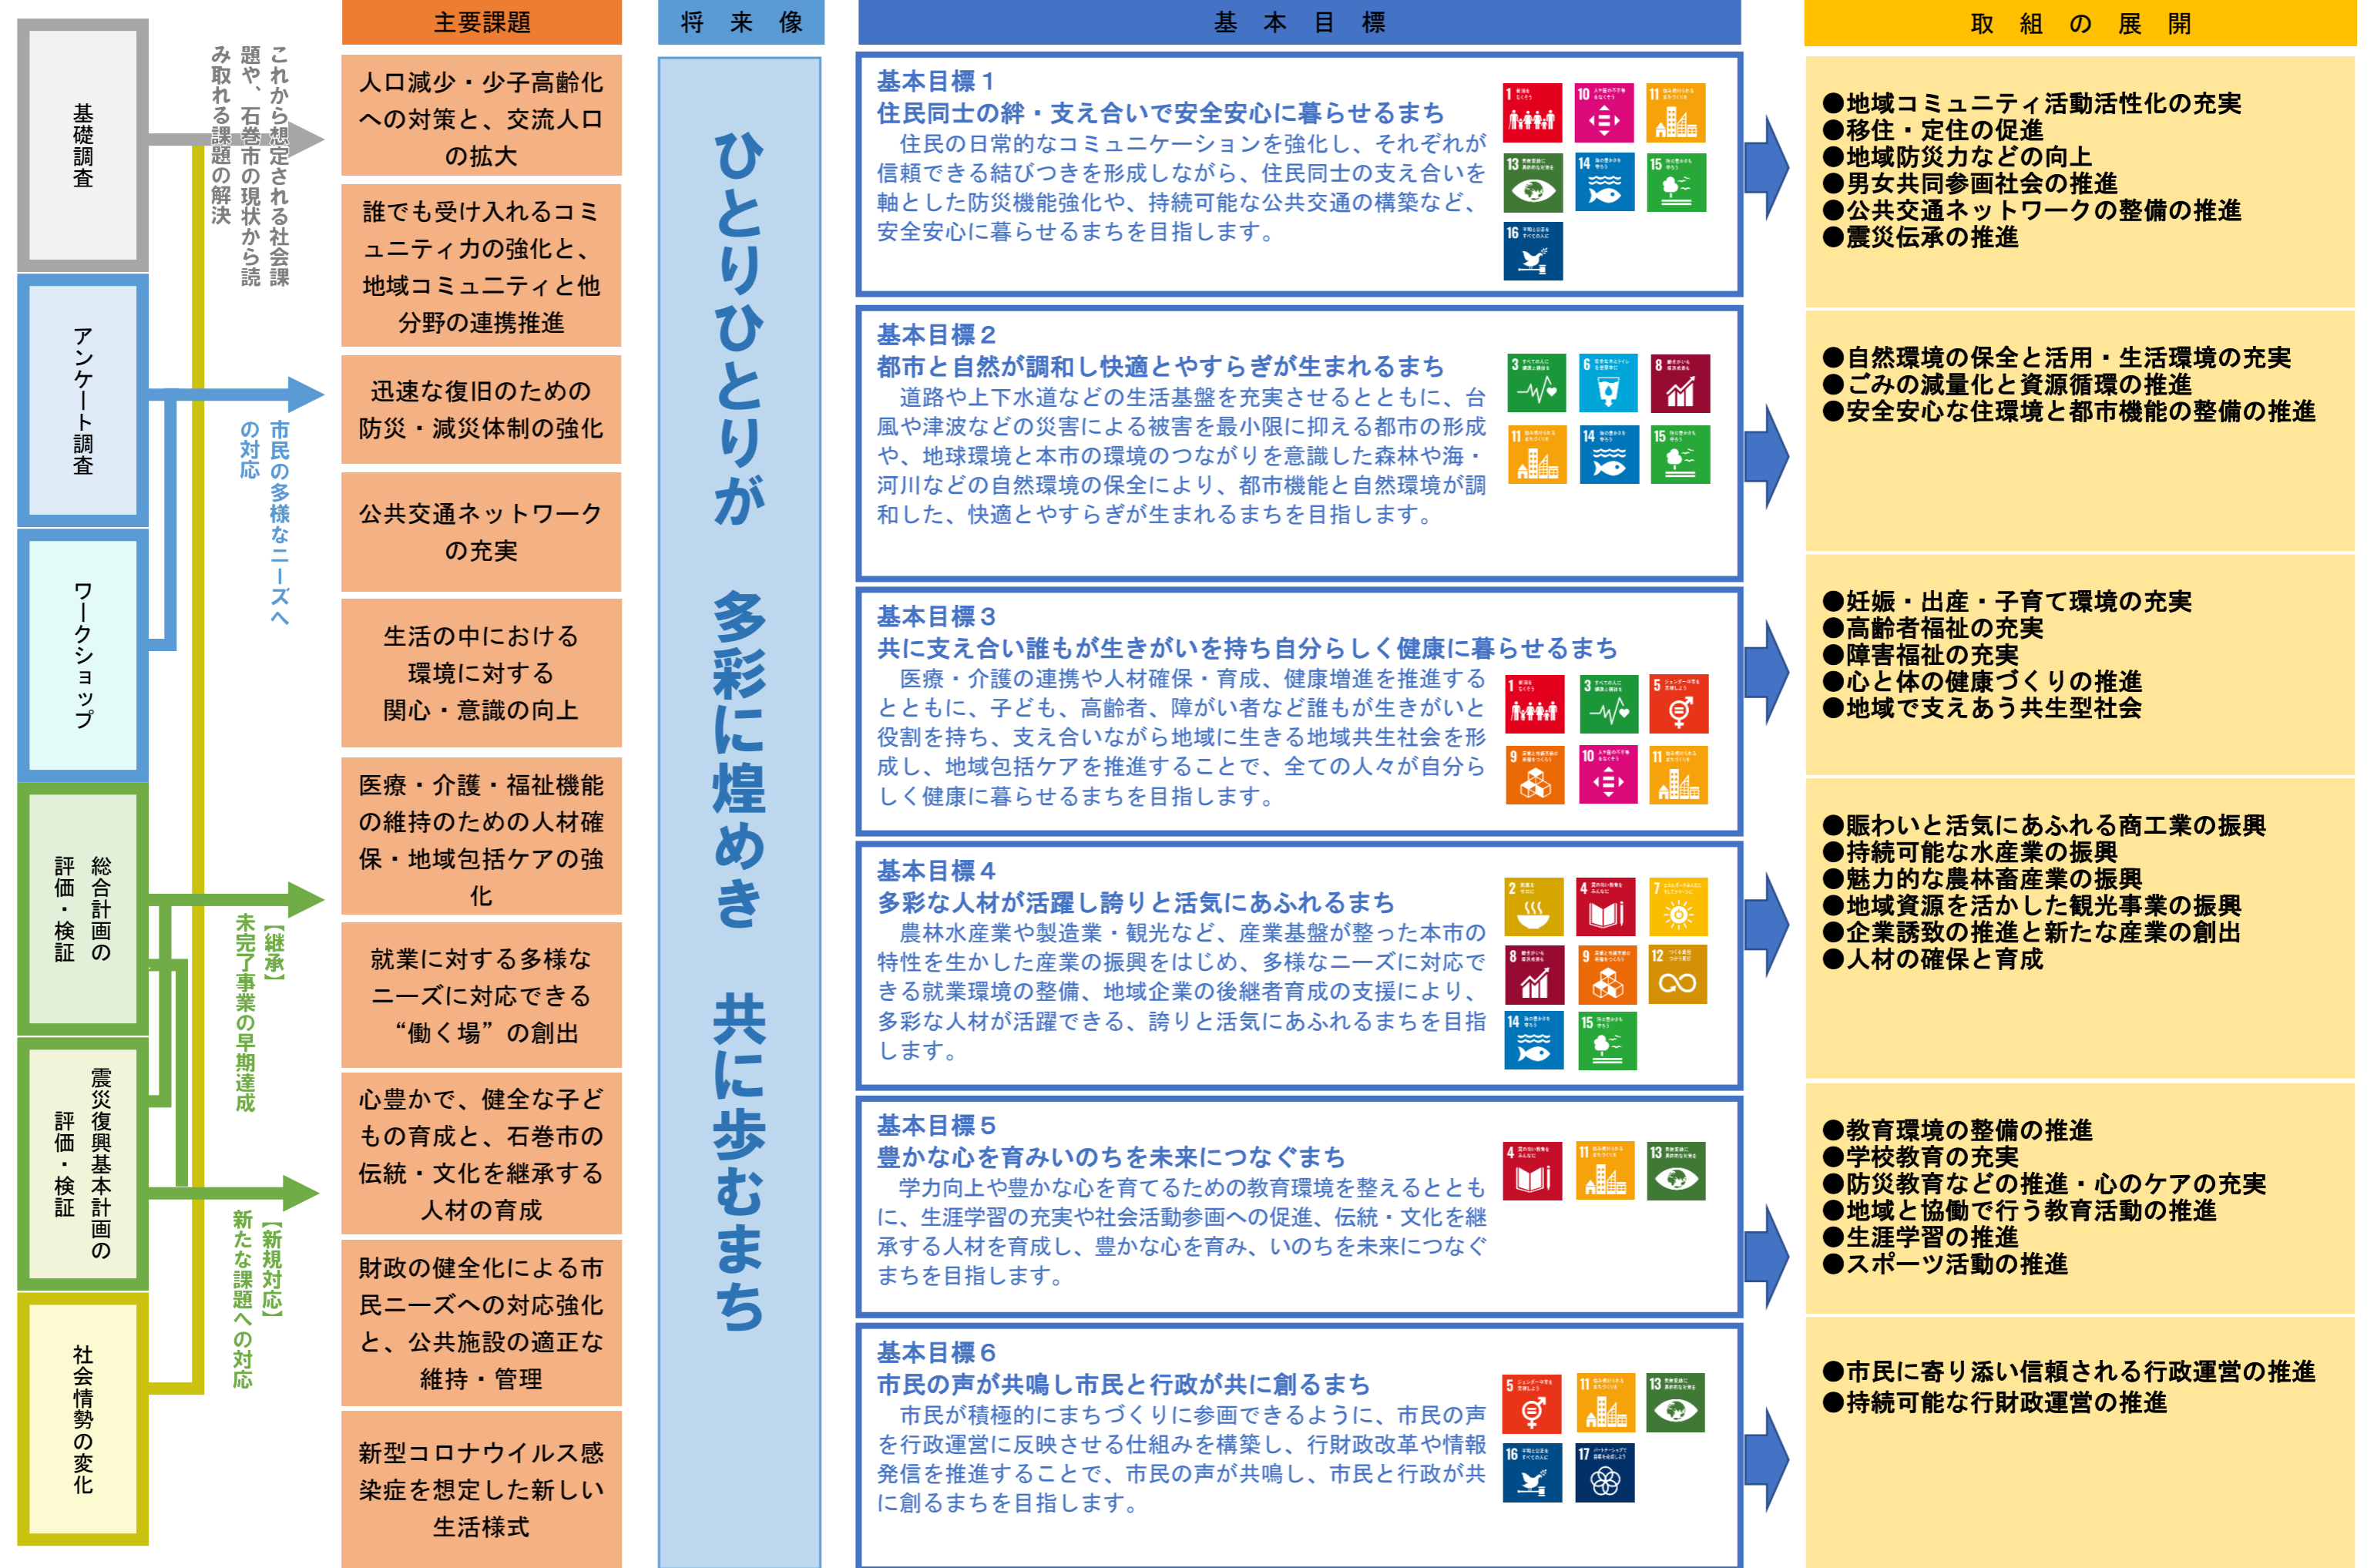 基礎調査
アンケート調査
ワークショップ
総合計画の
評価・検証
震災復興基本計画の
評価・検証
社会情勢の変化
これから想定される社会課
題や、石巻市の現状から読
み取れる課題の解決
市民の多様なニーズへ
の対応
【継承】
未完了事業の早期達成
【新規対応】
新たな課題への対応
主要課題
人口減少・少子高齢化
への対策と、交流人口
の拡大
誰でも受け入れるコミ
ュニティ力の強化と、
地域コミュニティと他
分野の連携推進
迅速な復旧のための
防災・減災体制の強化
公共交通ネットワーク
の充実
生活の中における
環境に対する
関心・意識の向上
医療・介護・福祉機能
の維持のための人材確
保・地域包括ケアの強
化
就業に対する多様な
ニーズに対応できる
“働く場”の創出
心豊かで、健全な子ど
もの育成と、石巻市の
伝統・文化を継承する
人材の育成
財政の健全化による市
民ニーズへの対応強化
と、公共施設の適正な
維持・管理
新型コロナウイルス感
染症を想定した新しい
生活様式
将来像
ひとりひとりが 多彩に煌めき 共に歩むまち
基本目標
基本目標1
住民同士の絆・支え合いで安全安心に暮らせるまち
住民の日常的なコミュニケーションを強化し、それぞれが
信頼できる結びつきを形成しながら、住民同士の支え合いを
軸とした防災機能強化や、持続可能な公共交通の構築など、
安全安心に暮らせるまちを目指します。
1
10
11
13
14
15
16
基本目標2
都市と自然が調和し快適とやすらぎが生まれるまち
道路や上下水道などの生活基盤を充実させるとともに、台
風や津波などの災害による被害を最小限に抑える都市の形成
や、地球環境と本市の環境のつながりを意識した森林や海・
河川などの自然環境の保全により、都市機能と自然環境が調
和した、快適とやすらぎが生まれるまちを目指します。
3
6
8
11
14
15
基本目標3
共に支え合い誰もが生きがいを持ち自分らしく健康に暮らせるまち
医療・介護の連携や人材確保・育成、健康増進を推進する
とともに、子ども、高齢者、障がい者など誰もが生きがいと
役割を持ち、支え合いながら地域に生きる地域共生社会を形
成し、地域包括ケアを推進することで、全ての人々が自分ら
しく健康に暮らせるまちを目指します。
1
3
5
9
10
11
基本目標4
多彩な人材が活躍し誇りと活気にあふれるまち
農林水産業や製造業・観光など、産業基盤が整った本市の
特性を生かした産業の振興をはじめ、多様なニーズに対応で
きる就業環境の整備、地域企業の後継者育成の支援により、
多彩な人材が活躍できる、誇りと活気にあふれるまちを目指
します。
2
4
7
8
9
12
14
15
基本目標5
豊かな心を育みいのちを未来につなぐまち
学力向上や豊かな心を育てるための教育環境を整えるととも
に、生涯学習の充実や社会活動参画への促進、伝統・文化を継
承する人材を育成し、豊かな心を育み、いのちを未来につなぐ
まちを目指します。
4
11
13
基本目標6
市民の声が共鳴し市民と行政が共に創るまち
市民が積極的にまちづくりに参画できるように、市民の声
を行政運営に反映させる仕組みを構築し、行財政改革や情報
発信を推進することで、市民の声が共鳴し、市民と行政が共
に創るまちを目指します。
5
11
13
16
17
取組の展開
●地域コミュニティ活動活性化の充実
●移住・定住の促進
●地域防災力などの向上
●男女共同参画社会の推進
●公共交通ネットワークの整備の推進
●震災伝承の推進
●自然環境の保全と活用・生活環境の充実
●ごみの減量化と資源循環の推進
●安全安心な住環境と都市機能の整備の推進
●妊娠・出産・子育て環境の充実
●高齢者福祉の充実
●障害福祉の充実
●心と体の健康づくりの推進
●地域で支えあう共生型社会
●賑わいと活気にあふれる商工業の振興
●持続可能な水産業の振興
●魅力的な農林畜産業の振興
●地域資源を活かした観光事業の振興
●企業誘致の推進と新たな産業の創出
●人材の確保と育成
●教育環境の整備の推進
●学校教育の充実
●防災教育などの推進・心のケアの充実
●地域と協働で行う教育活動の推進
●生涯学習の推進
●スポーツ活動の推進
●市民に寄り添い信頼される行政運営の推進
●持続可能な行財政運営の推進